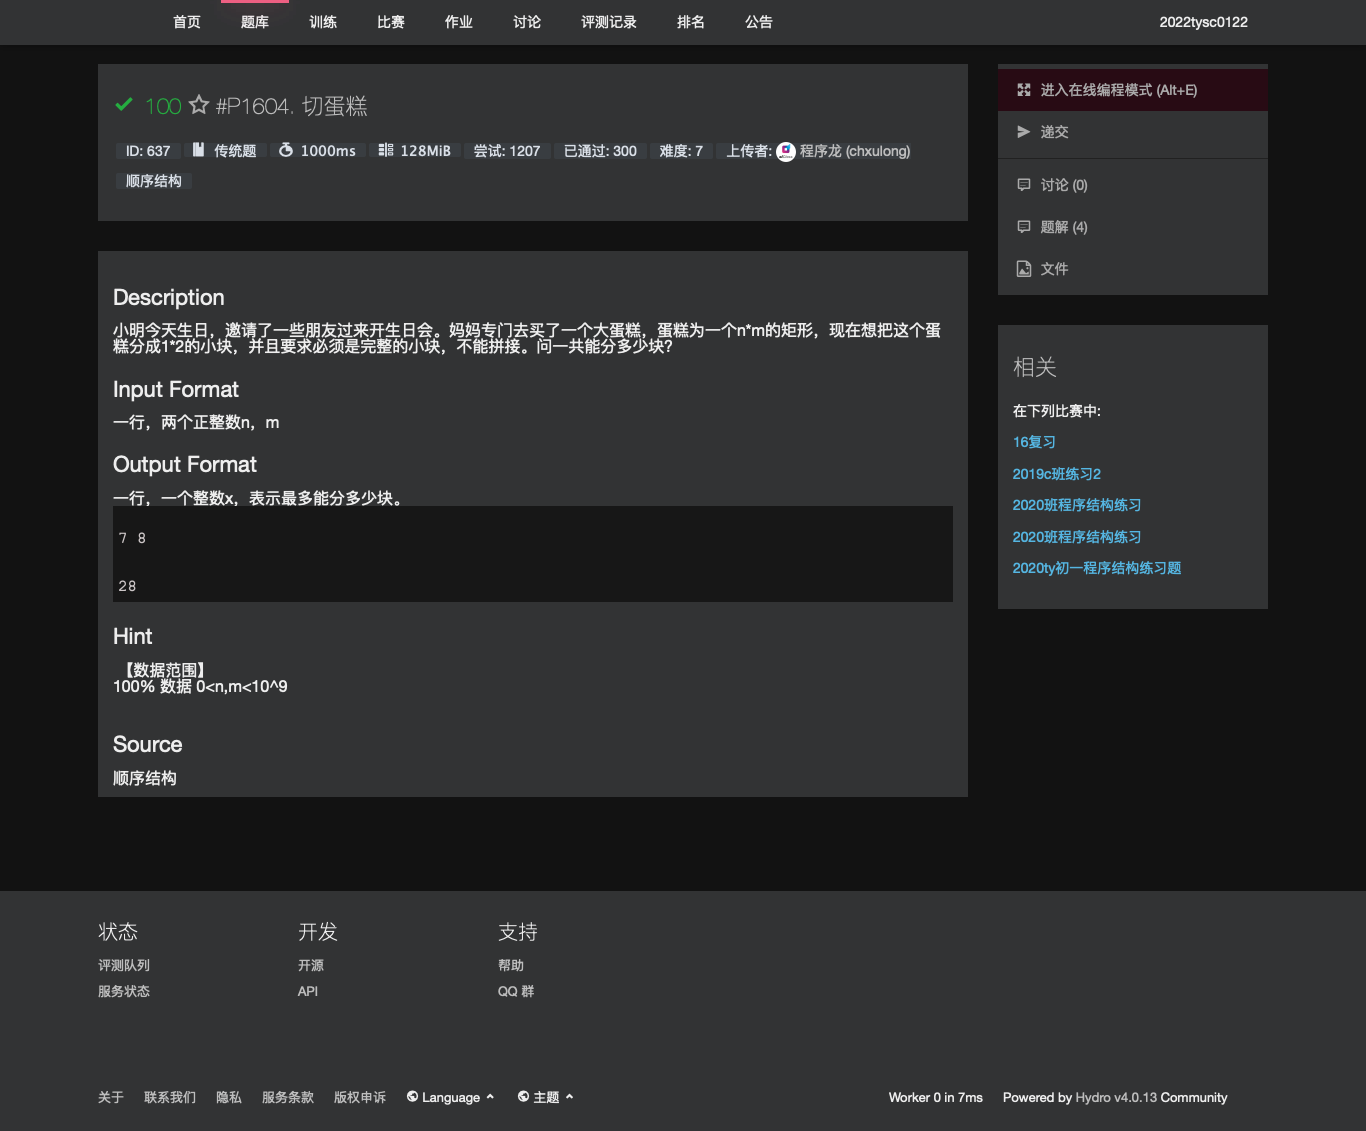 首页 题库 训练 比赛 作业 讨论 评测记录 排名 公告 2022tysc0122
100 #P1604. 切蛋糕
ID: 637 传统题 1000ms 128MiB 尝试: 1207 已通过: 300 难度: 7 上传者: 程序龙 (chxulong)
顺序结构
Description
小明今天生日，邀请了一些朋友过来开生日会。妈妈专门去买了一个大蛋糕，蛋糕为一个n*m的矩形，现在想把这个蛋
糕分成1*2的小块，并且要求必须是完整的小块，不能拼接。问一共能分多少块?
Input Format
一行，两个正整数n，m
Output Format
一行，一个整数x，表示最多能分多少块。
7 8
28
Hint
【数据范围】
100% 数据 0<n,m<10^9
Source
顺序结构
进入在线编程模式 (Alt+E)
递交
讨论 (0)
题解 (4)
文件
相关
在下列比赛中:
16复习
2019c班练习2
2020班程序结构练习
2020班程序结构练习
2020ty初一程序结构练习题
状态 开发 支持
评测队列 开源 帮助
服务状态 API QQ 群
关于 联系我们 隐私 服务条款 版权申诉 Language 主题 Worker 0 in 7ms Powered by Hydro v4.0.13 Community